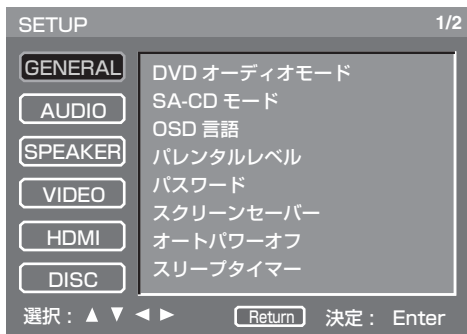 SETUP 1/2
GENERAL
AUDIO
SPEAKER
VIDEO
HDMI
DISC
DVD オーディオモード
SA-CD モード
OSD 言語
パレンタルレベル
パスワード
スクリーンセーバー
オートパワーオフ
スリープタイマー
選択：▲ ▼ ◀ ▶ Return 決定： Enter